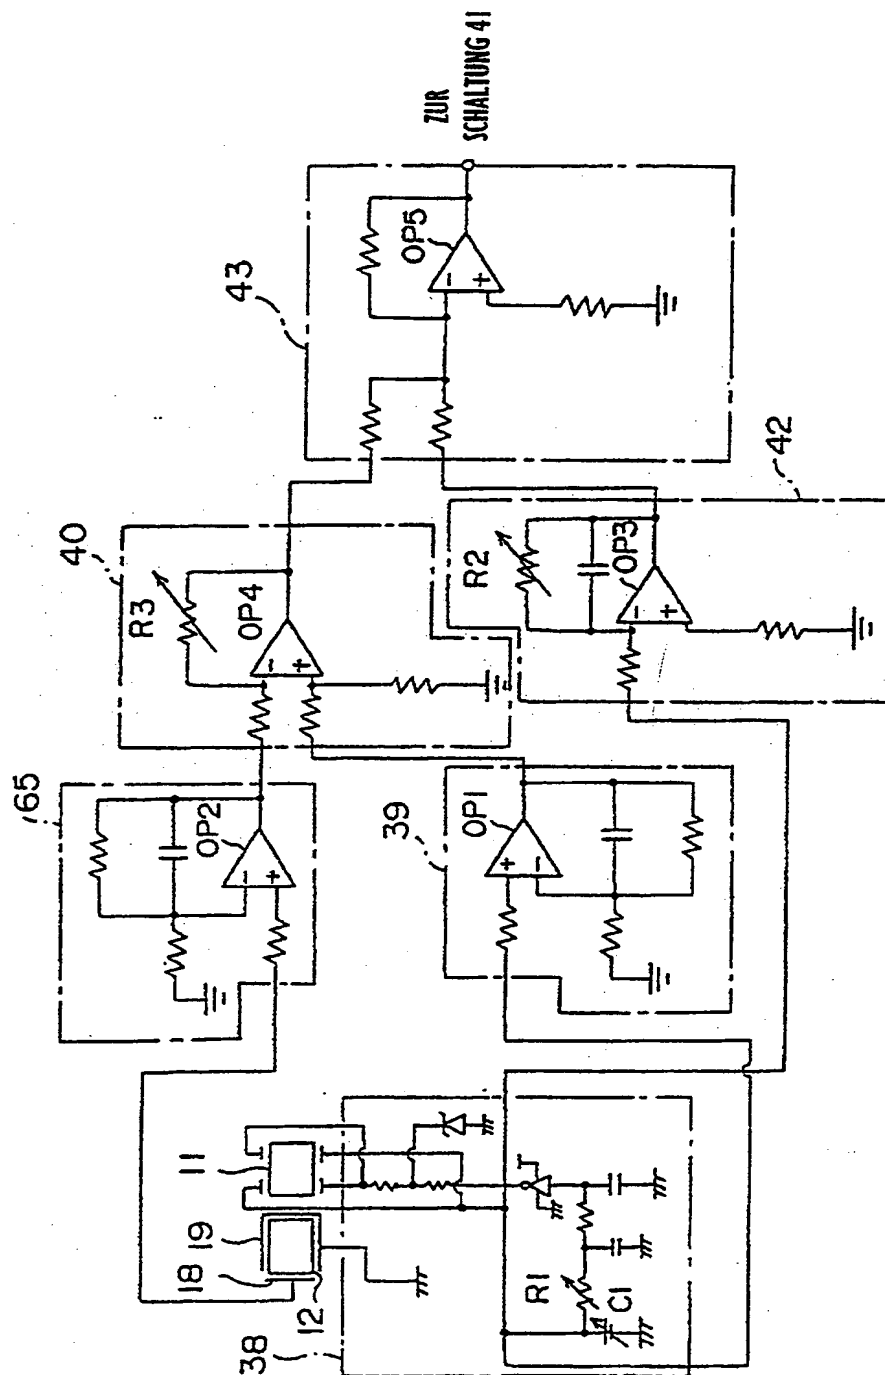 ZUR
SCHALTUNG 41
43
OP5
−
+
40
R3
OP4
−
+
42
R2
OP3
−
+
65
OP2
−
+
39
OP1
+
−
11
19
18
12
38
R1
C1